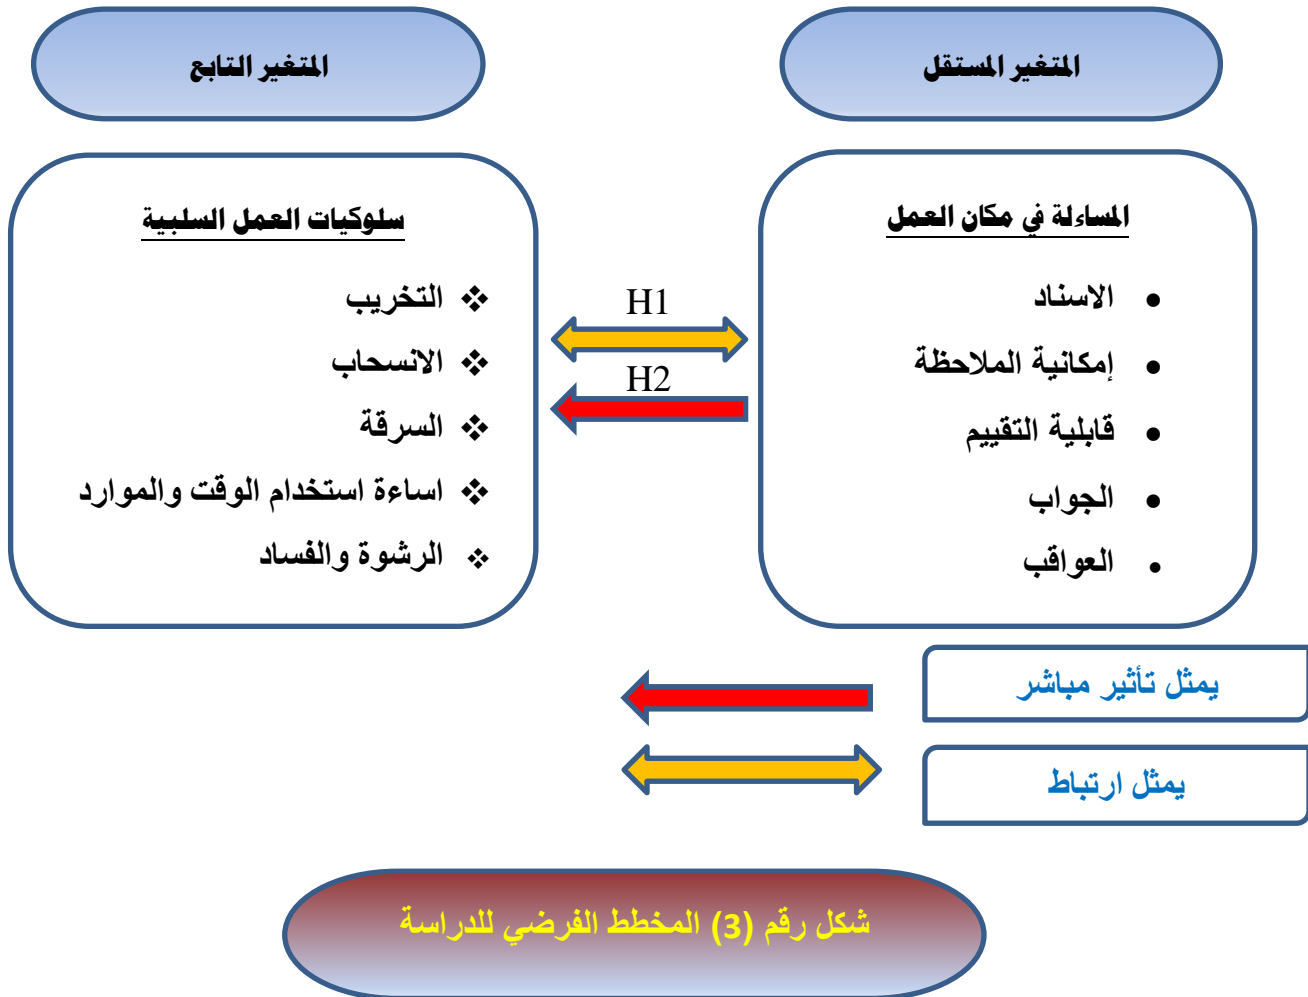 المتغير المستقل
المتغير التابع
المساءلة في مكان العمل
• الاسناد
• إمكانية الملاحظة
• قابلية التقييم
• الجواب
• العواقب
H1
H2
سلوكيات العمل السلبية
❖ التخريب
❖ الانسحاب
❖ السرقة
❖ اساءة استخدام الوقت والموارد
❖ الرشوة والفساد
يمثل تأثير مباشر
يمثل ارتباط
شكل رقم (3) المخطط الفرضي للدراسة